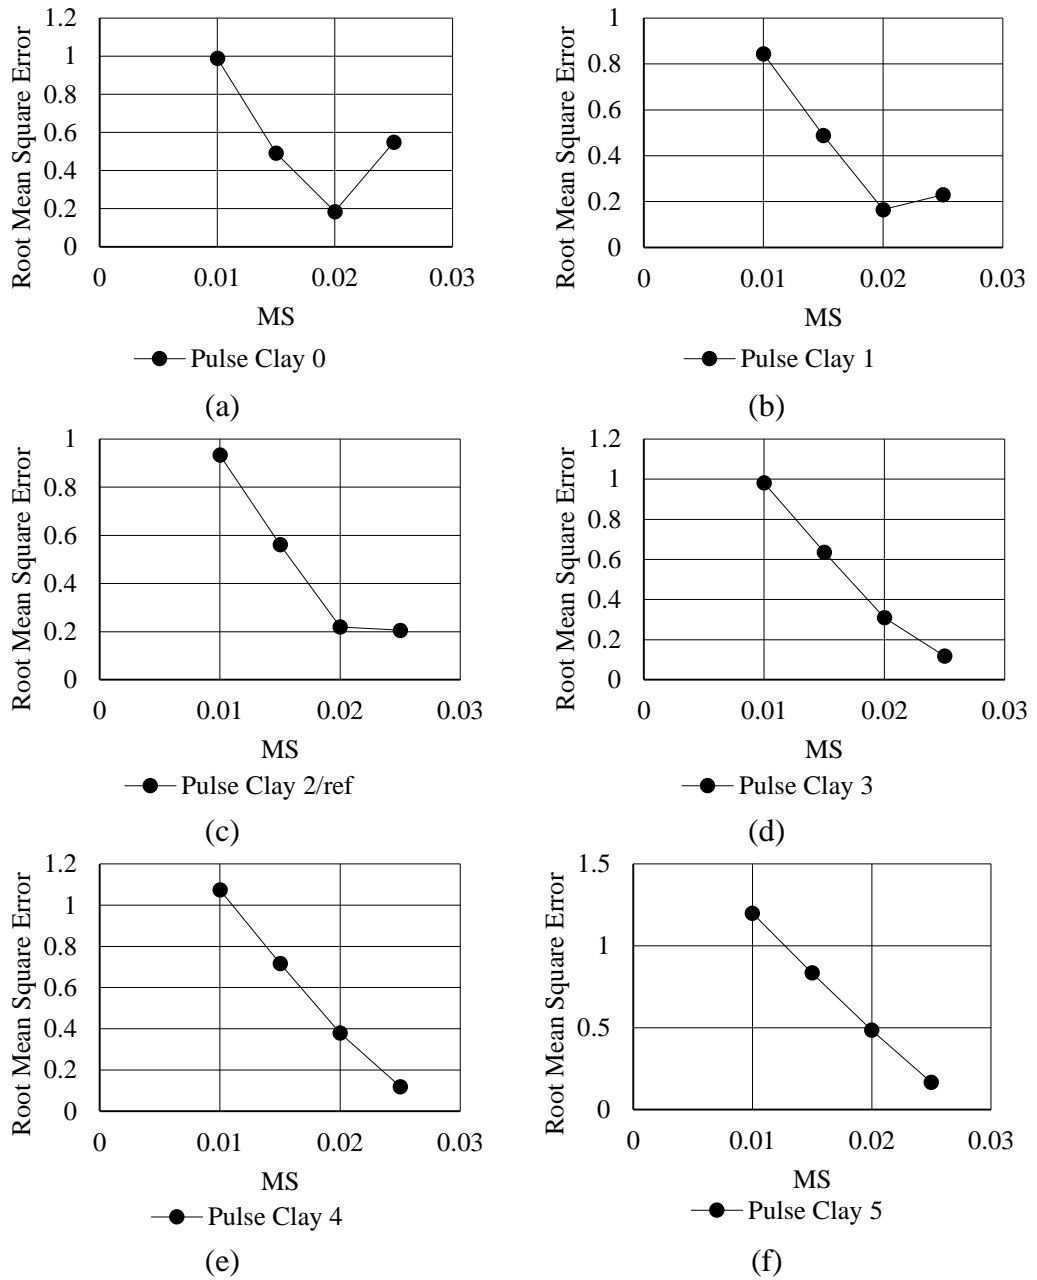 Root Mean Square Error
1.2
1
0.8
0.6
0.4
0.2
0
0 0.01 0.02 0.03
MS
Pulse Clay 0
(a)
Root Mean Square Error
1
0.8
0.6
0.4
0.2
0
0 0.01 0.02 0.03
MS
Pulse Clay 1
(b)
Root Mean Square Error
1
0.8
0.6
0.4
0.2
0
0 0.01 0.02 0.03
MS
Pulse Clay 2/ref
(c)
Root Mean Square Error
1.2
1
0.8
0.6
0.4
0.2
0
0 0.01 0.02 0.03
MS
Pulse Clay 3
(d)
Root Mean Square Error
1.2
1
0.8
0.6
0.4
0.2
0
0 0.01 0.02 0.03
MS
Pulse Clay 4
(e)
Root Mean Square Error
1.5
1
0.5
0
0 0.01 0.02 0.03
MS
Pulse Clay 5
(f)